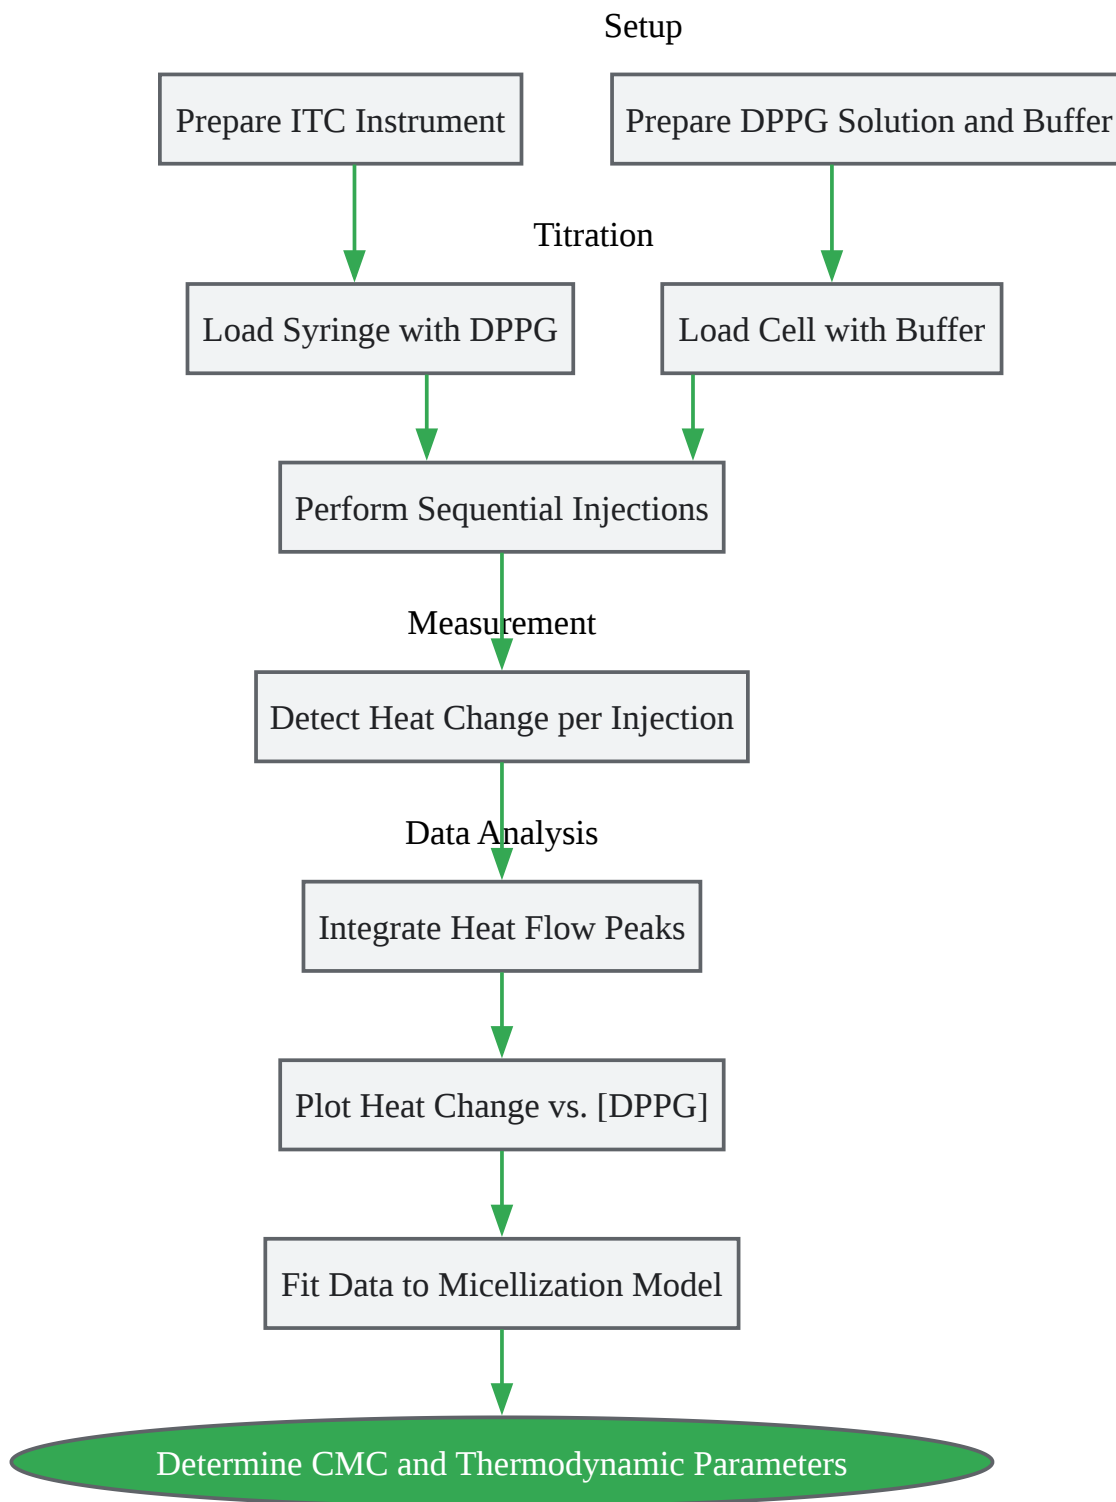 Setup
Prepare ITC Instrument
Prepare DPPG Solution and Buffer
Titration
Load Syringe with DPPG
Load Cell with Buffer
Perform Sequential Injections
Measurement
Detect Heat Change per Injection
Data Analysis
Integrate Heat Flow Peaks
Plot Heat Change vs. [DPPG]
Fit Data to Micellization Model
Determine CMC and Thermodynamic Parameters